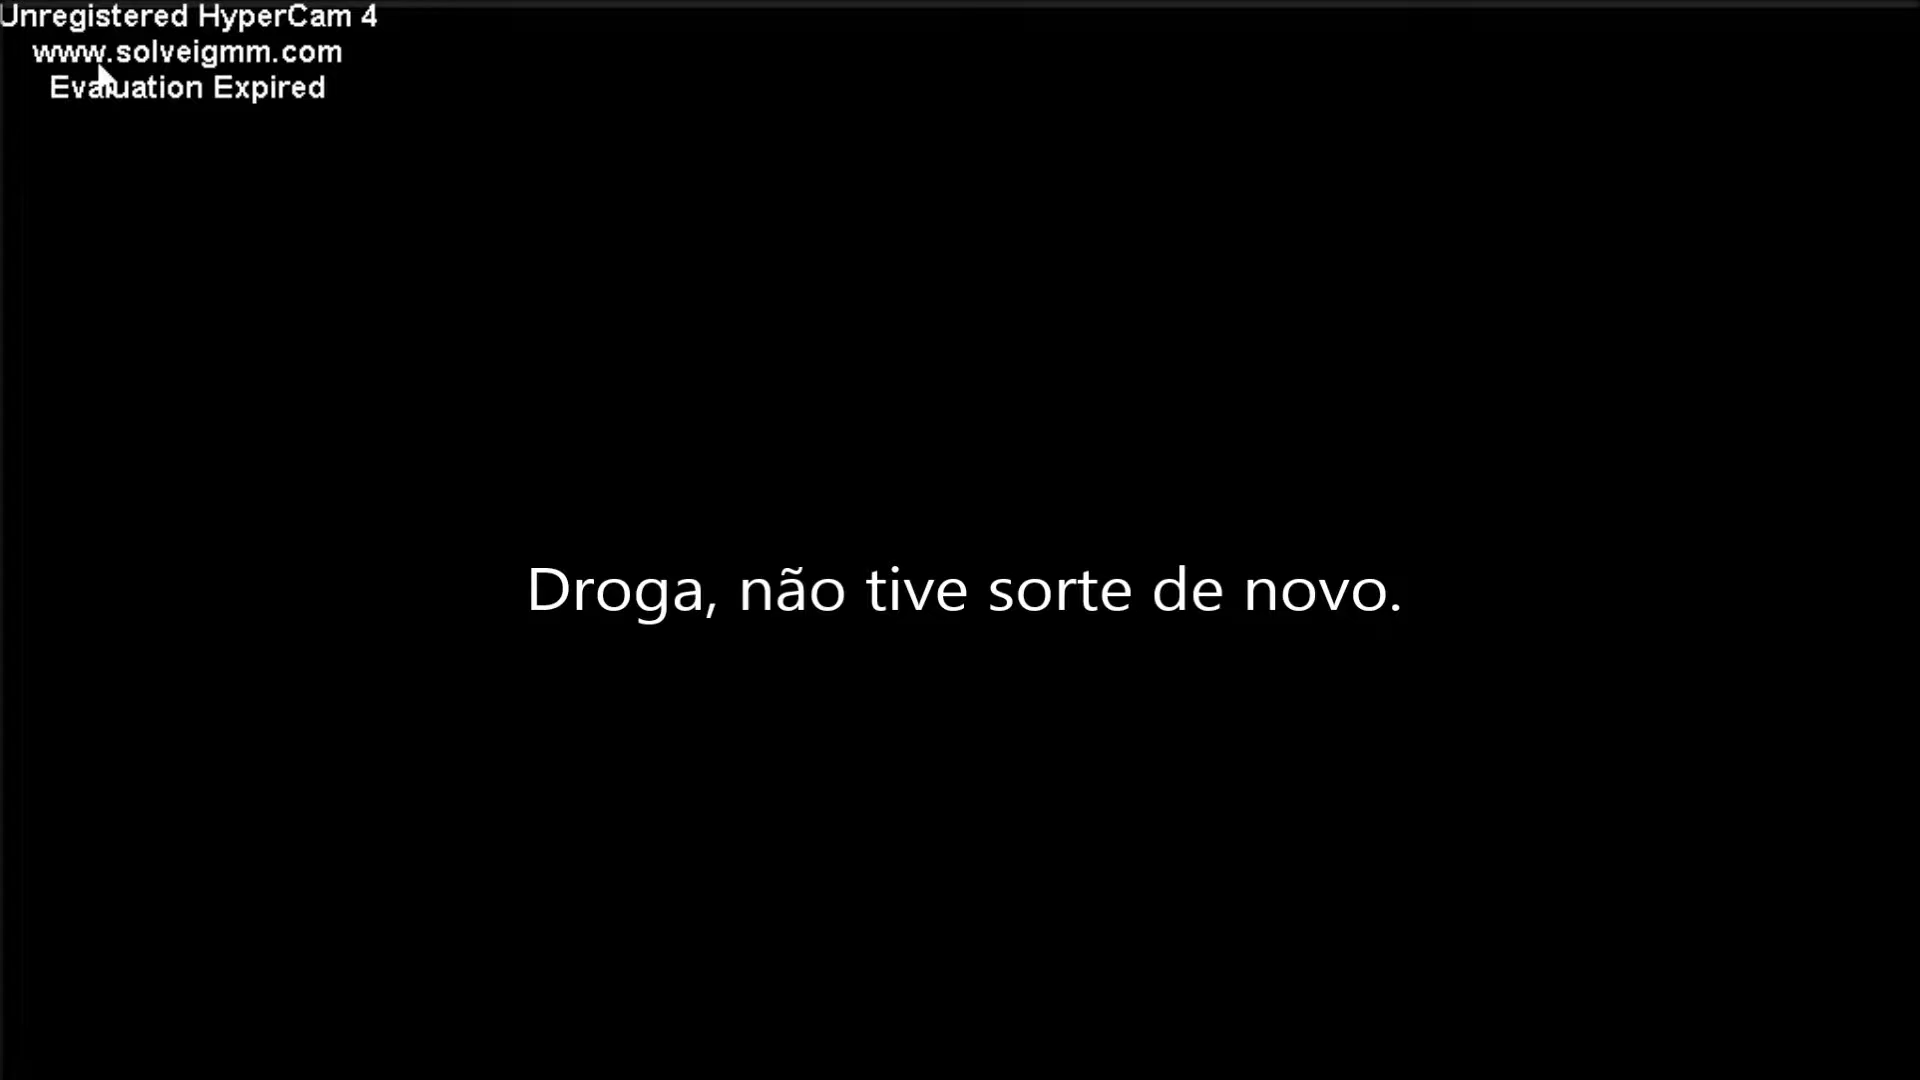 Unregistered HyperCam 4
www.solveigmm.com
Evaluation Expired
Droga, não tive sorte de novo.